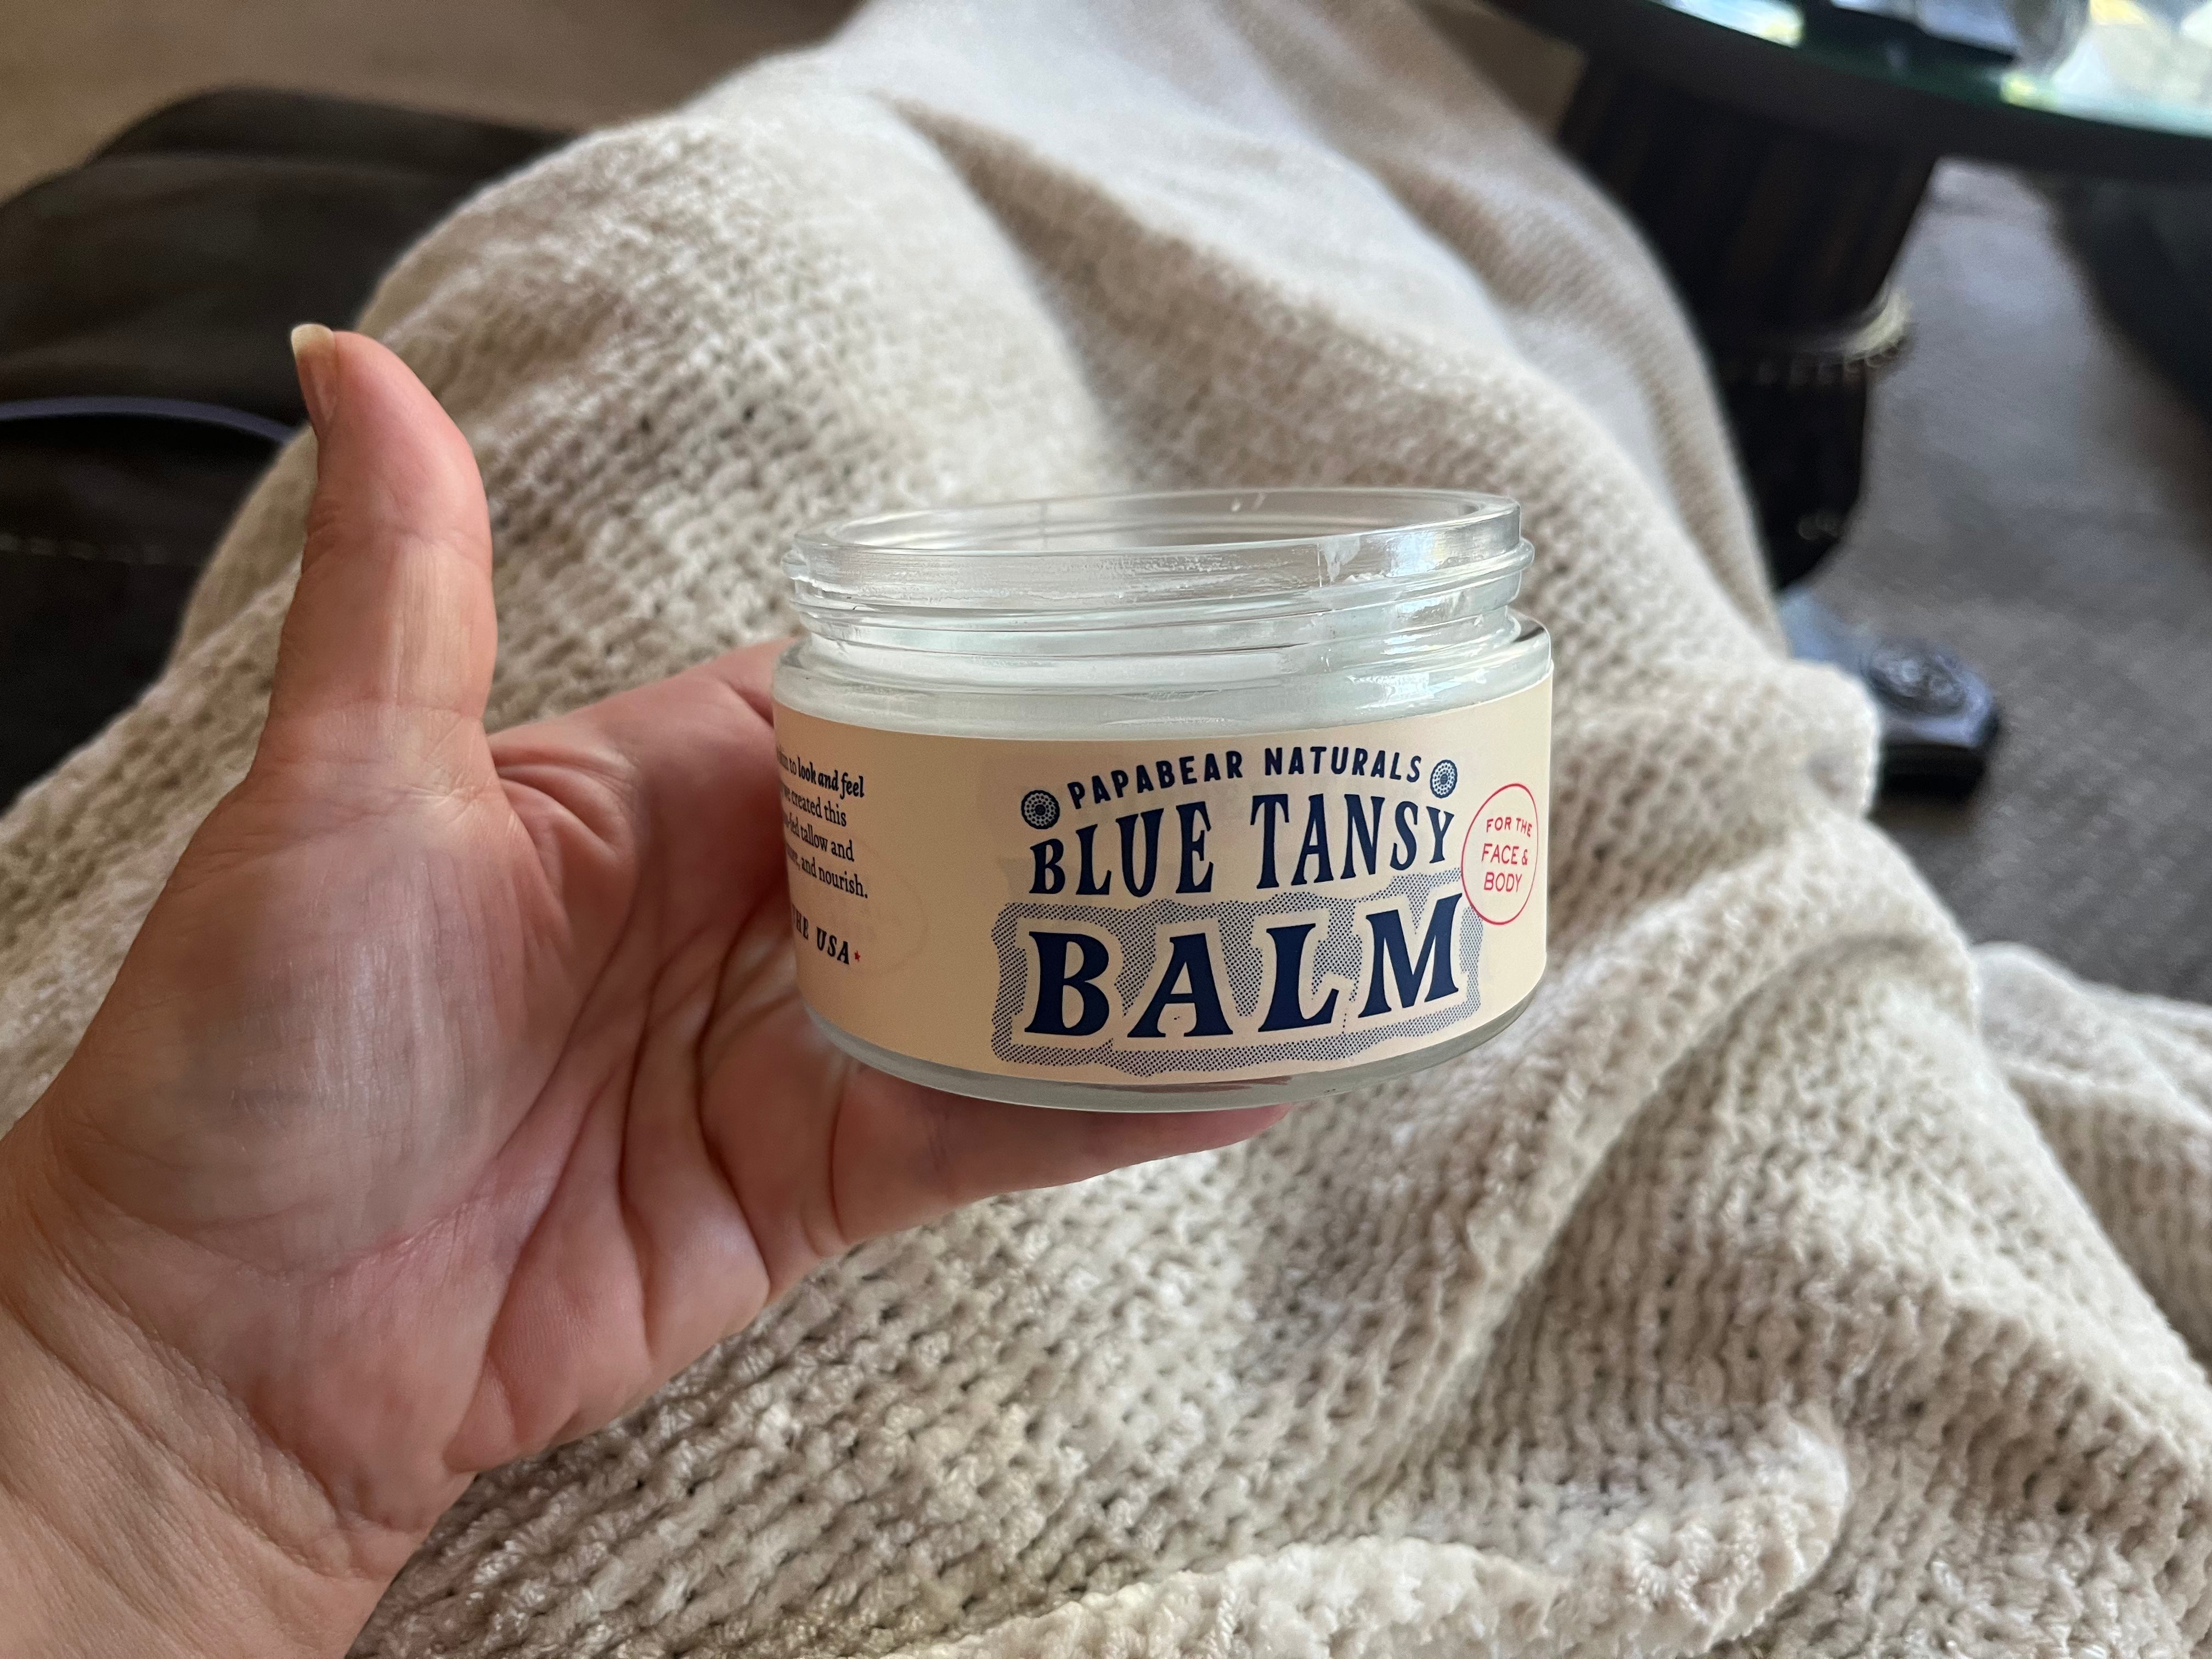 to look and feel
created this
tallow and
and nourish.
THE USA
PAPABEAR NATURALS
BLUE TANSY
BALM
FOR THE
FACE &
BODY